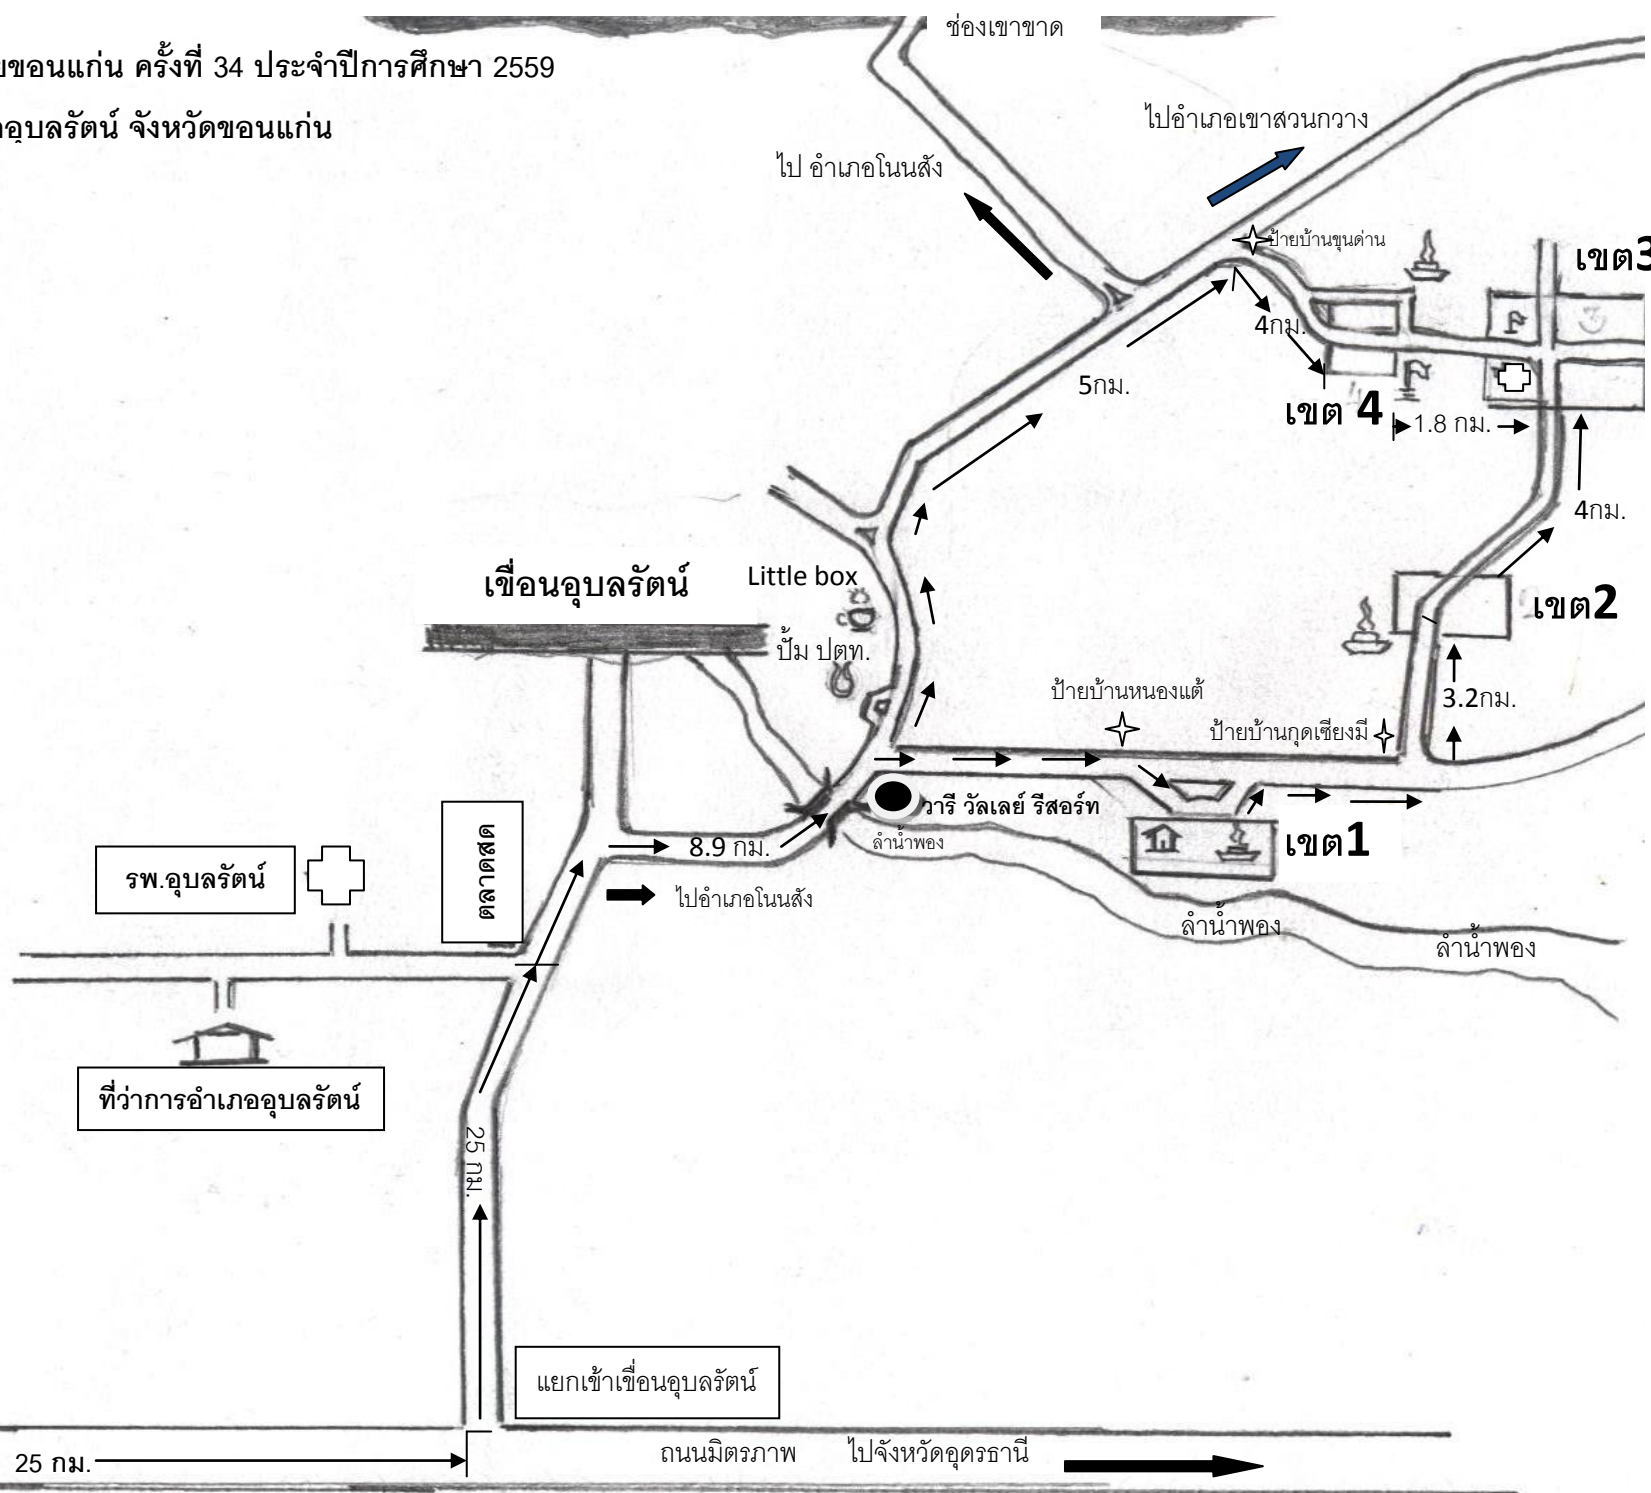 ช่องเขาขาด
ขอนแก่น ครั้งที่ 34 ประจำปีการศึกษา 2559
อุบลรัตน์ จังหวัดขอนแก่น
ไปอำเภอเขาสวนกวาง
ไป อำเภอโนนสัง
ป้ายบ้านขุนด่าน
เขต3
4กม.
5กม.
เขต 4
1.8 กม.
4กม.
เขื่อนอุบลรัตน์
Little box
เขต2
ปั้ม ปตท.
ป้ายบ้านหนองแต้
3.2กม.
ป้ายบ้านกุดเชียงมี
วารี วัลเลย์ รีสอร์ท
ตลาดสด
8.9 กม.
ลำน้ำพอง
เขต1
รพ.อุบลรัตน์
ไปอำเภอโนนสัง
ลำน้ำพอง
ลำน้ำพอง
ที่ว่าการอำเภออุบลรัตน์
25 กม.
แยกเข้าเขื่อนอุบลรัตน์
25 กม.
ถนนมิตรภาพ ไปจังหวัดอุดรธานี